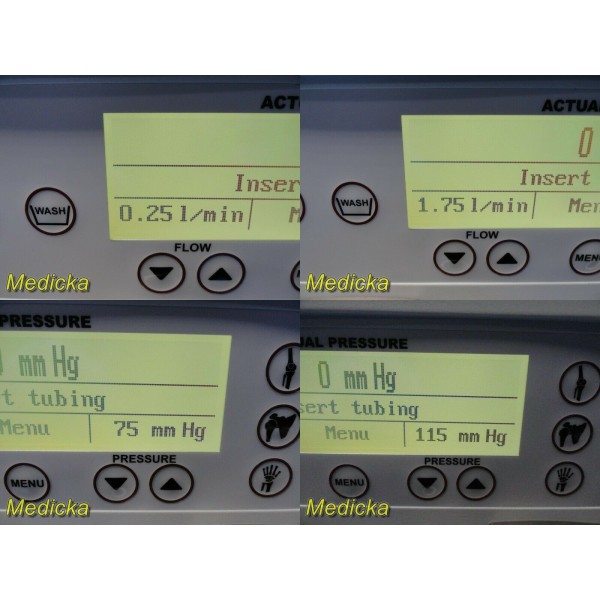 ACTU
Inser
WASH
0.25 l/min
M
FLOW
Medicka
ACTUA
0
Insert
WASH
1.75 l/min
Men
FLOW
MENU
Medicka
PRESSURE
mm Hg
rt tubing
Menu
75 mm Hg
PRESSURE
MENU
Medicka
UAL PRESSURE
0 mm Hg
sert tubing
Menu
115 mm Hg
PRESSURE
MENU
Medicka